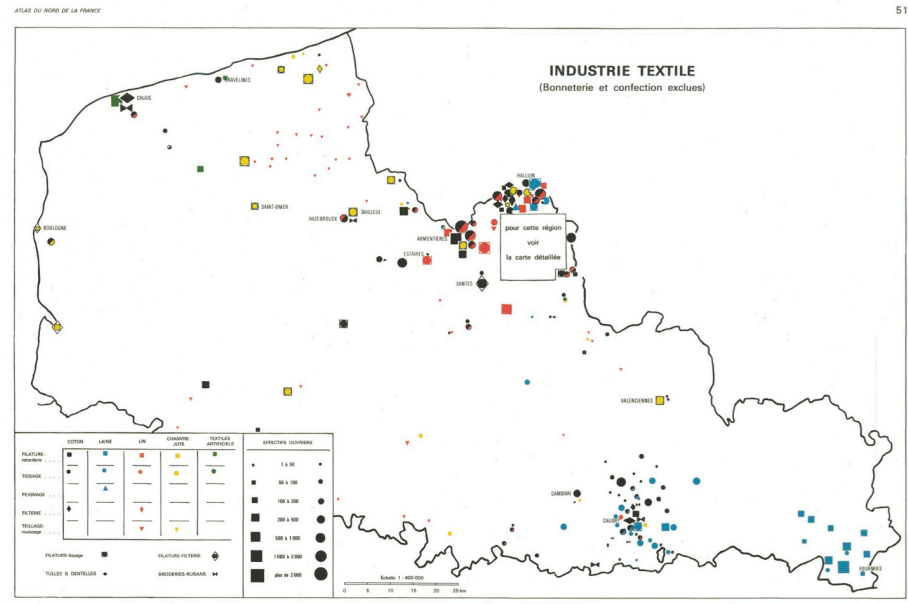 ATLAS DU NORD DE LA FRANCE
51
INDUSTRIE TEXTILE
(Bonneterie et confection exclues)
GRAVELINES
CALAIS
HALLUIN
SAINT-OMER
BAILLEUL
HAZEBROUCK
BOULOGNE
ARMENTIERES
pour cette région
voir
la carte détaillée
ESTAIRES
SANTES
VALENCIENNES
CAMBRAI
CAUDRY
FOURMIES
COTON LAINE LIN CHANVRE-JUTE TEXTILES ARTIFICIELS
FILATURE-retorderie
TISSAGE
PEIGNAGE
FILTERIE
TEILLAGE-rouissage
FILATURE-tissage FILATURE-FILTERIE
TULLES & DENTELLES BRODERIES-RUBANS
EFFECTIFS OUVRIERS
1 à 50
50 à 100
100 à 200
200 à 500
500 à 1 000
1 000 à 2 000
plus de 2 000
Echelle 1 : 400 000
0 5 10 15 20 25 km